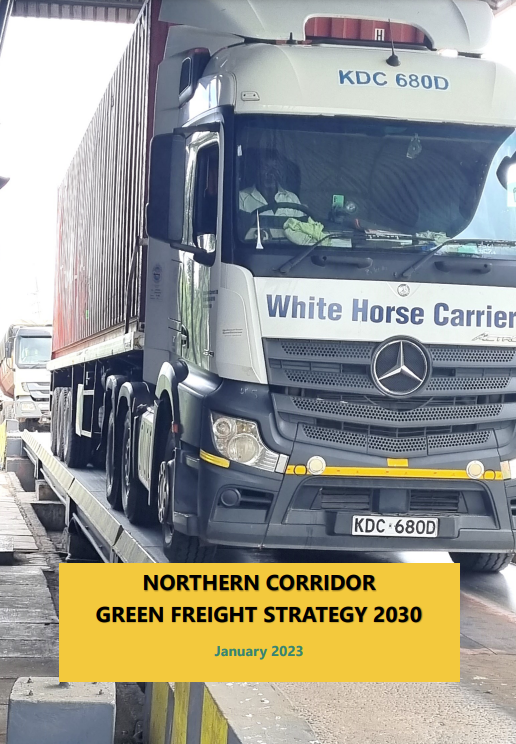 H
KDC 680D
White Horse Carrier
KDC 680D
NORTHERN CORRIDOR
GREEN FREIGHT STRATEGY 2030
January 2023